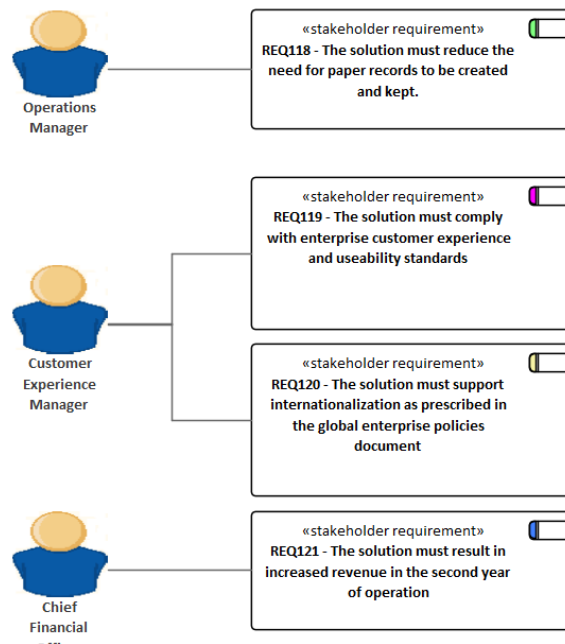 «stakeholder requirement»
REQ118 - The solution must reduce the
need for paper records to be created
and kept.
Operations
Manager
«stakeholder requirement»
REQ119 - The solution must comply
with enterprise customer experience
and useability standards
Customer
Experience
Manager
«stakeholder requirement»
REQ120 - The solution must support
internationalization as prescribed in
the global enterprise policies
document
«stakeholder requirement»
REQ121 - The solution must result in
increased revenue in the second year
of operation
Chief
Financial